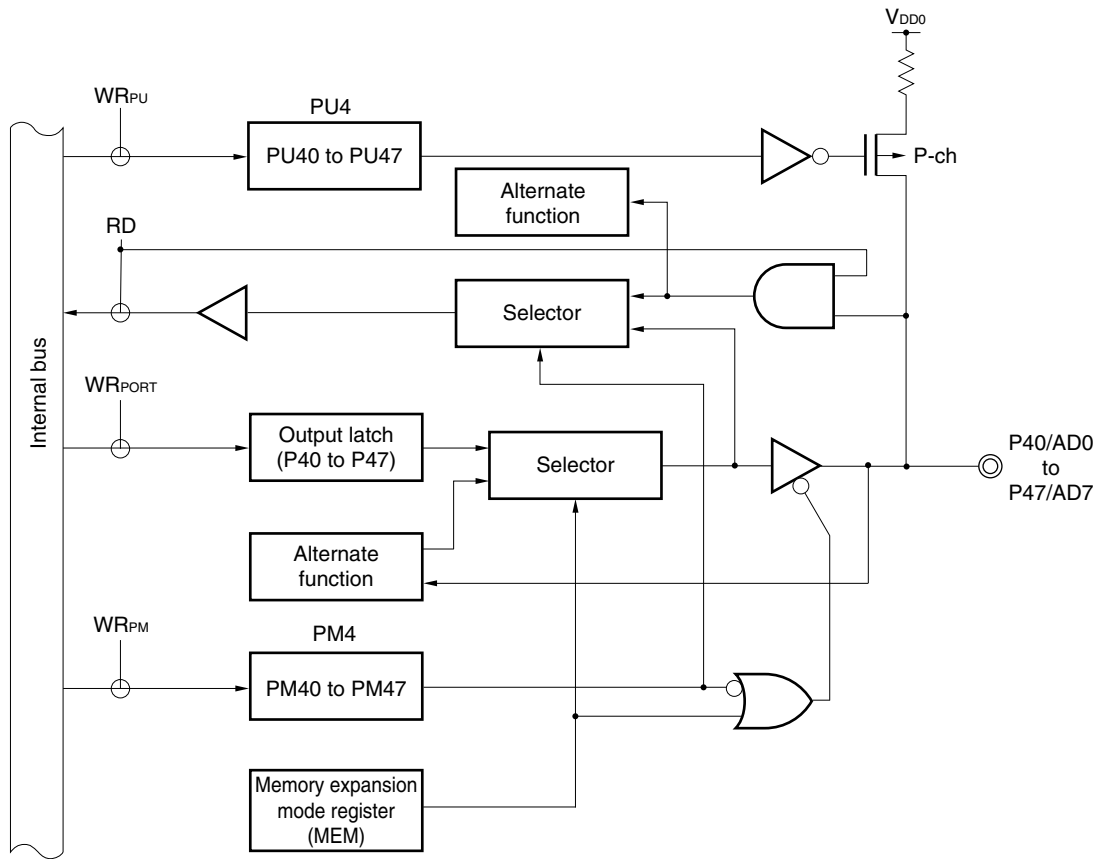 VDD0
WRPU
PU4
PU40 to PU47
P-ch
Alternate
function
RD
Selector
Internal bus
WRPORT
Output latch
(P40 to P47)
Selector
P40/AD0
to
P47/AD7
Alternate
function
WRPM
PM4
PM40 to PM47
Memory expansion
mode register
(MEM)